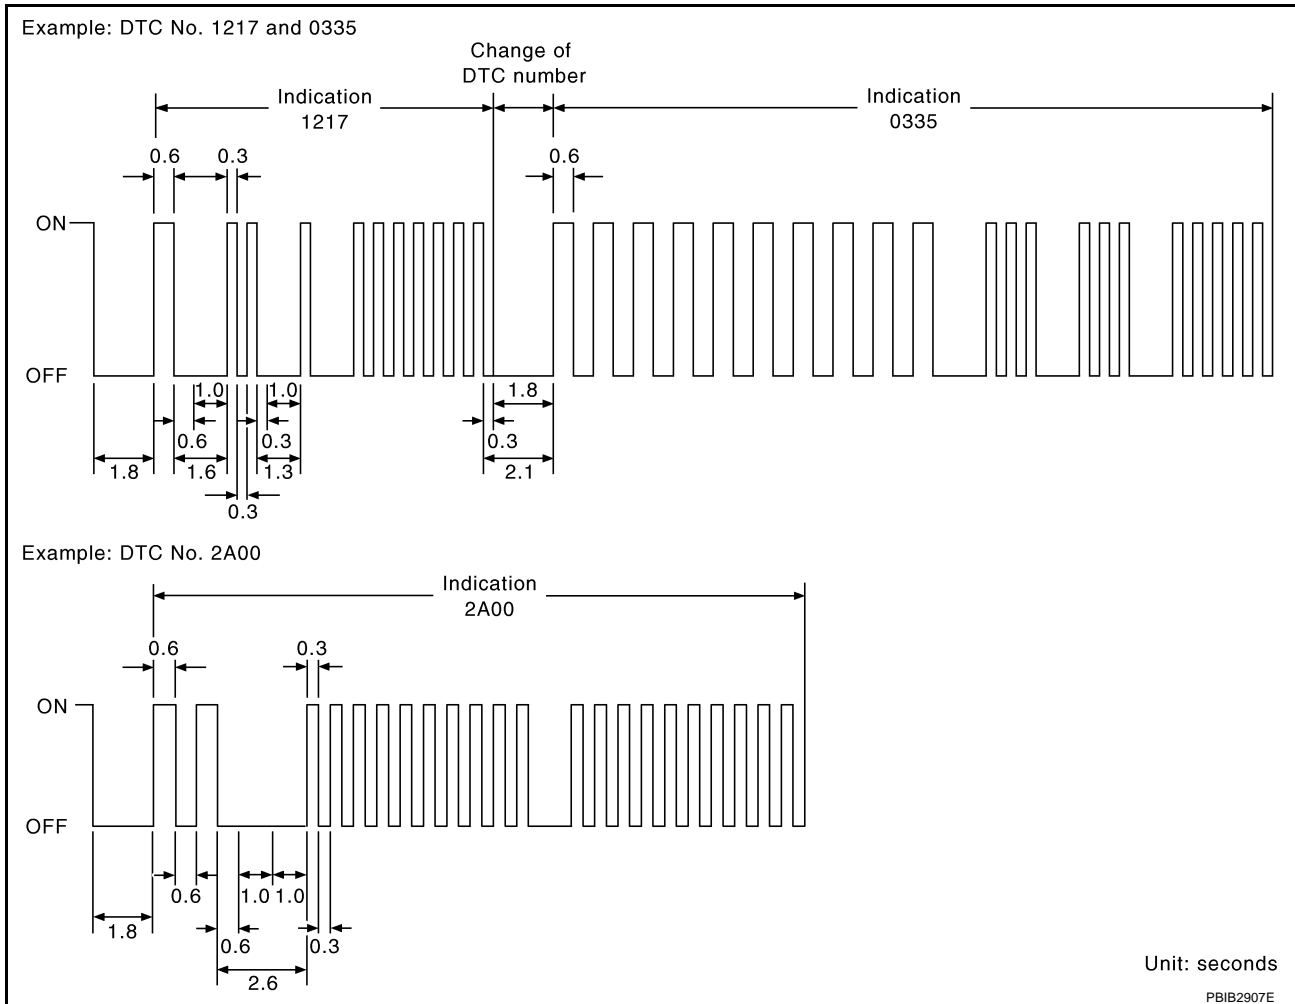 Example: DTC No. 1217 and 0335
Change of
DTC number
Indication
1217
Indication
0335
0.6
0.3
0.6
ON
OFF
1.0
1.0
1.8
0.6
0.3
0.3
1.8
1.6
1.3
2.1
0.3
Example: DTC No. 2A00
Indication
2A00
0.6
0.3
ON
OFF
0.6
1.0
1.0
1.8
0.6
0.3
2.6
Unit: seconds
PBIB2907E